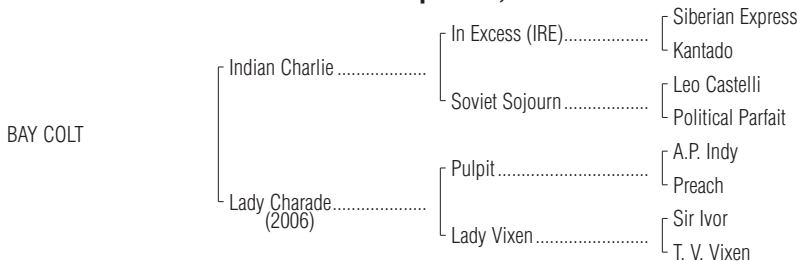 Siberian Express
In Excess (IRE)....................
Kantado
Indian Charlie ....................
Leo Castelli
Soviet Sojourn....................
Political Parfait
BAY COLT
A.P. Indy
Pulpit....................................
Preach
Lady Charade......................
(2006)
Sir Ivor
Lady Vixen...........................
T. V. Vixen